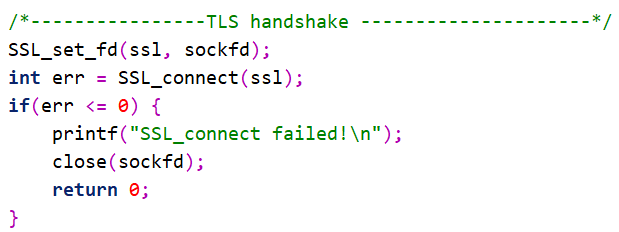 /*----------------TLS handshake ---------------------*/
SSL_set_fd(ssl, sockfd);
int err = SSL_connect(ssl);
if(err <= 0) {
    printf("SSL_connect failed!\n");
    close(sockfd);
    return 0;
}